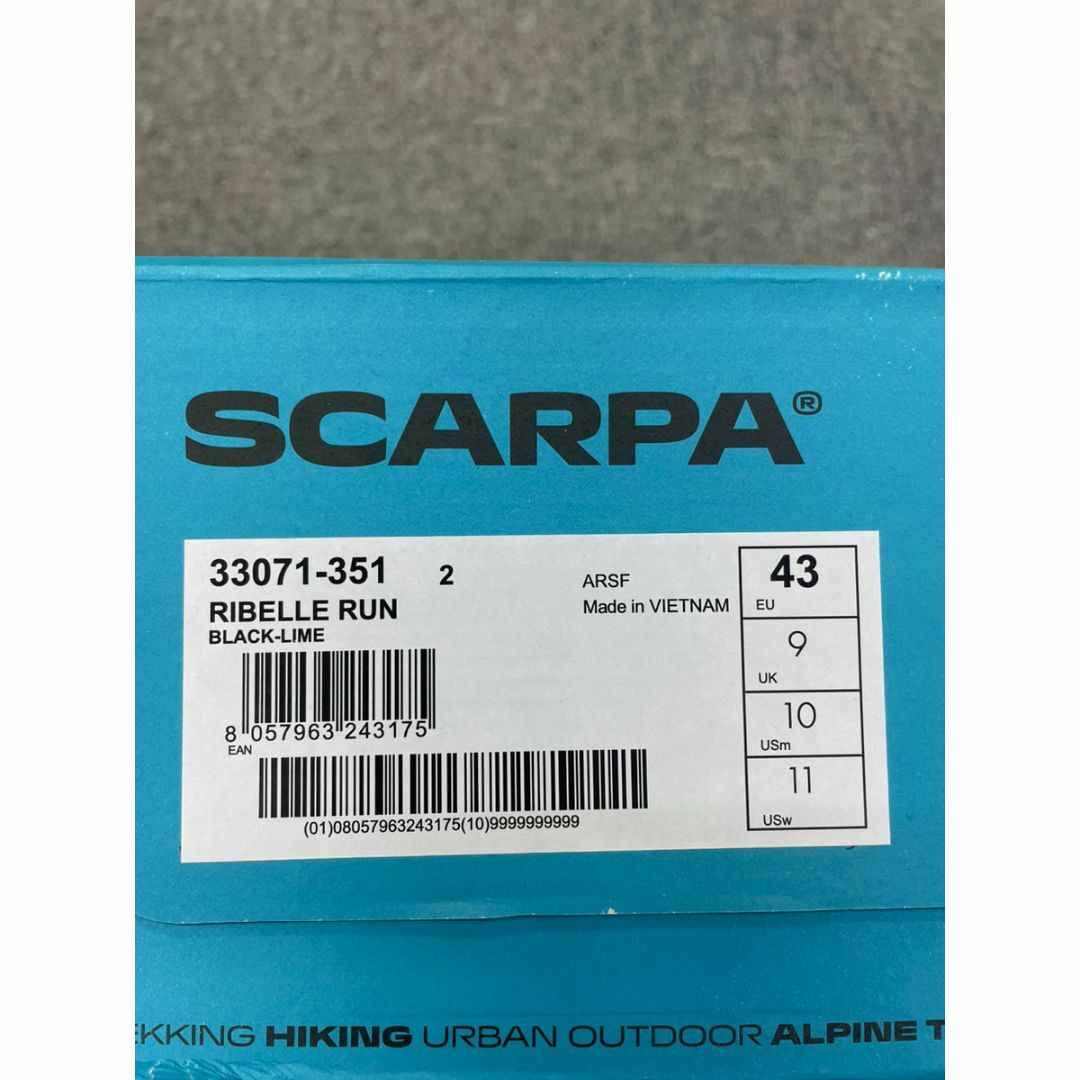 SCARPA®
33071-351 2
RIBELLE RUN
BLACK-LIME
ARSF
Made in VIETNAM
43
EU
9
UK
10
USm
11
USw
8 057963 243175
EAN
(01)08057963243175(10)9999999999
EKKING HIKING URBAN OUTDOOR ALPINE T